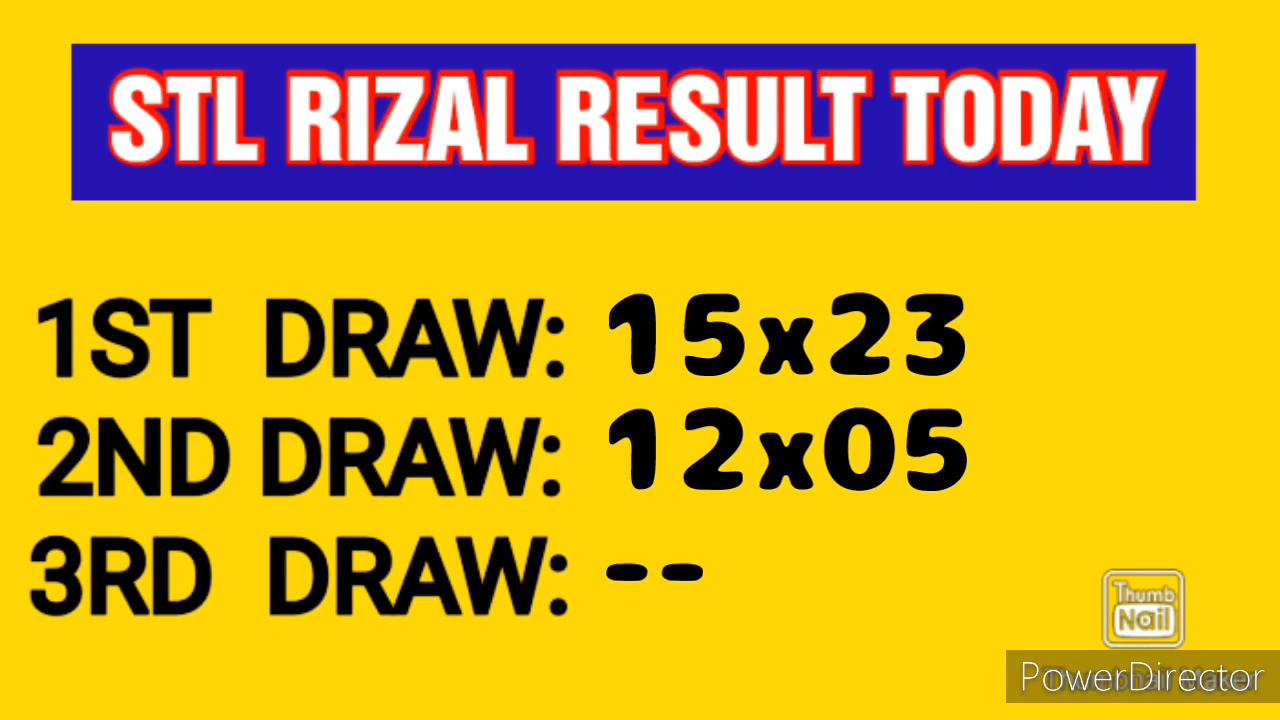 STL RIZAL RESULT TODAY
1ST DRAW: 15x23
2ND DRAW: 12x05
3RD DRAW: --
Thumb
Nail
PowerDirector